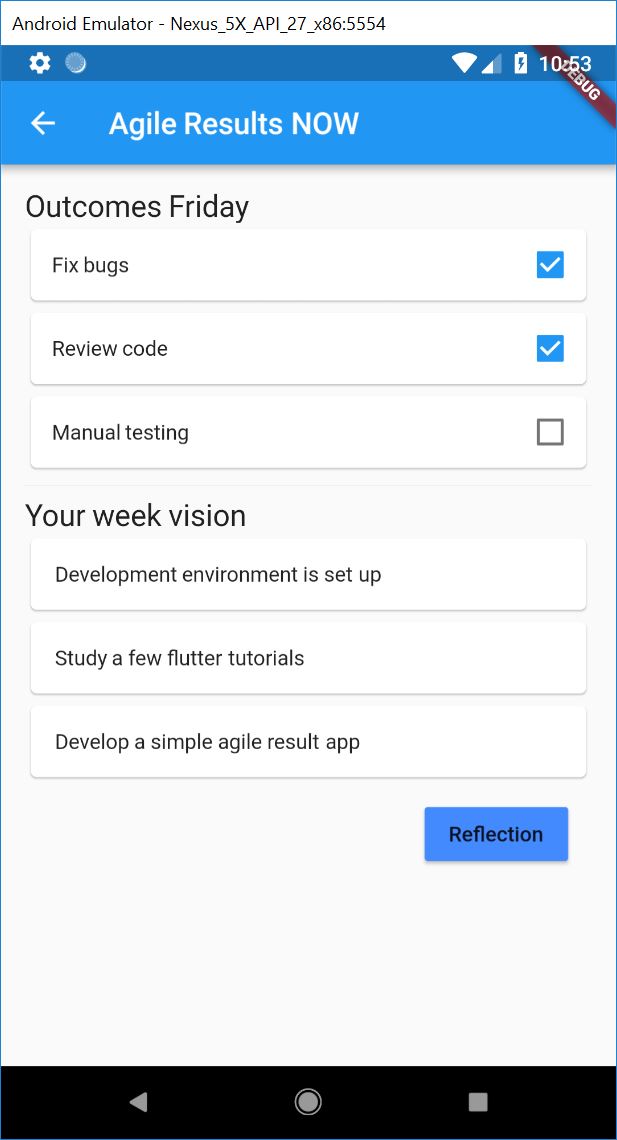 Android Emulator - Nexus_5X_API_27_x86:5554
10:53
DEBUG
Agile Results NOW
Outcomes Friday
Fix bugs
Review code
Manual testing
Your week vision
Development environment is set up
Study a few flutter tutorials
Develop a simple agile result app
Reflection